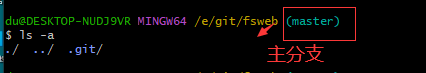 du@DESKTOP-NUDJ9VR MINGW64 /e/git/fsweb (master)
$ ls -a
./ ../ .git/
主分支